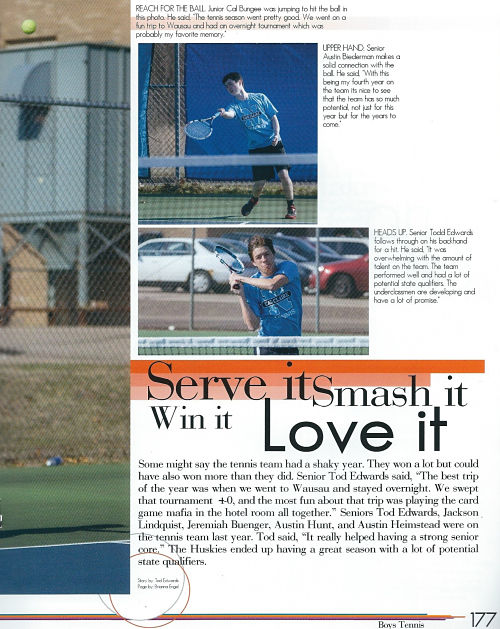 REACH FOR THE BALL. Junior Cal Bungee was jumping to hit the ball in
this photo. He said, "The tennis season went pretty good. We went on a
fun trip to Wausau and had an overnight tournament which was
probably my favorite memory."
UPPER HAND. Senior
Austin Biederman makes a
solid connection with the
ball. He said, "With this
being my fourth year on
the team its nice to see
that the team has so much
potential, not just for this
year but for the years to
come."
HEADS UP. Senior Todd Edwards
follows through on his backhand
for a hit. He said, "It was
overwhelming with the amount of
talent on the team. The team
performed well and had a lot of
potential state qualifiers. The
underclassmen are developing and
have a lot of promise."
Serve it Smash it
Win it Love it
Some might say the tennis team had a shaky year. They won a lot but could
have also won more than they did. Senior Tod Edwards said, "The best trip
of the year was when we went to Wausau and stayed overnight. We swept
that tournament 4-0, and the most fun about that trip was playing the card
game mafia in the hotel room all together." Seniors Tod Edwards, Jackson
Lindquist, Jeremiah Buenger, Austin Hunt, and Austin Heimstead were on
the tennis team last year. Tod said, "It really helped having a strong senior
core." The Huskies ended up having a great season with a lot of potential
state qualifiers.
Story by: Tod Edwards
Page by: Brianna Engel
Boys Tennis 177